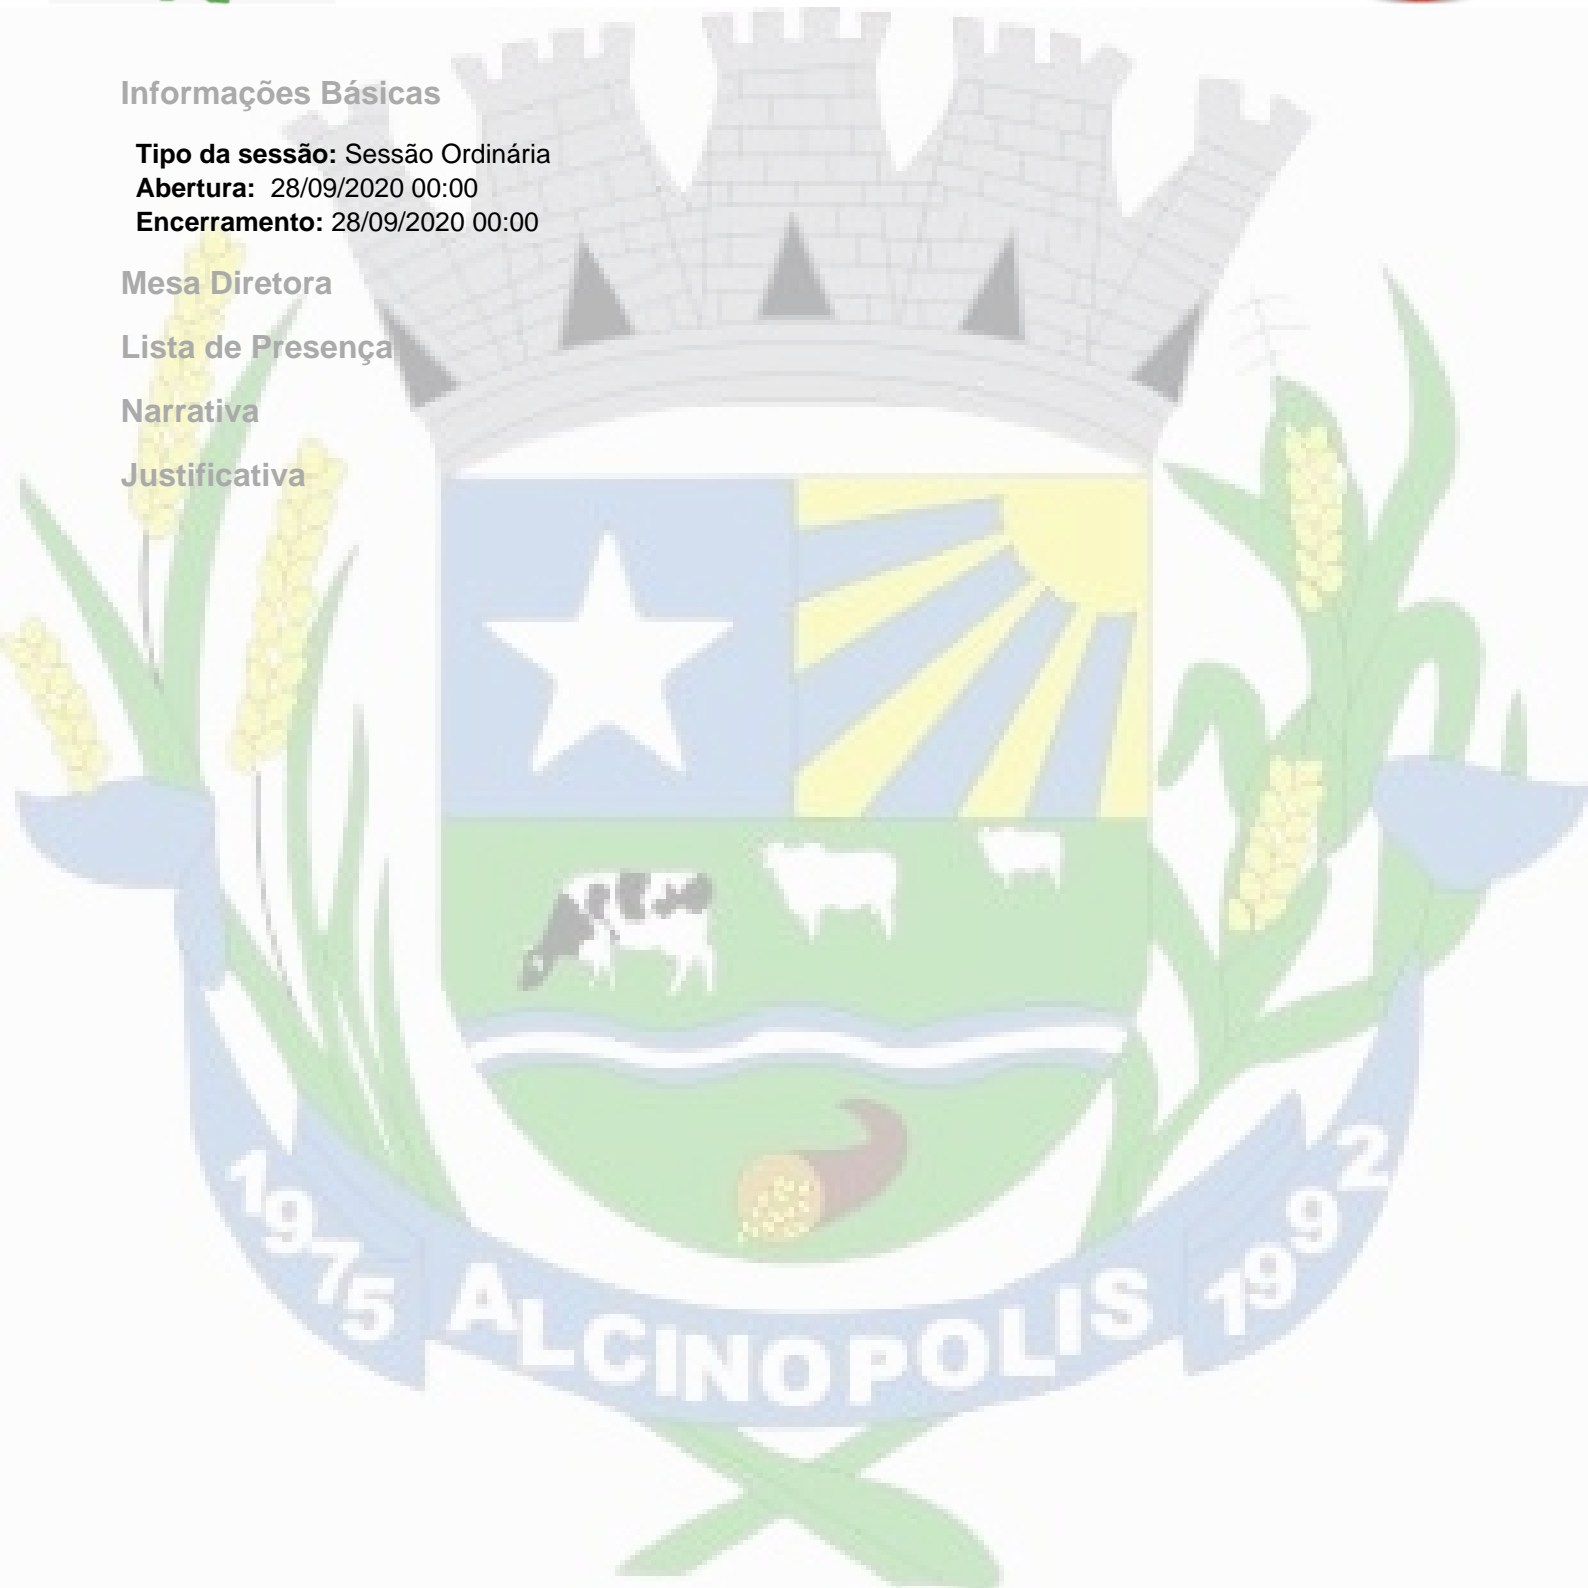 Informações Básicas
Tipo da sessão: Sessão Ordinária
Abertura: 28/09/2020 00:00
Encerramento: 28/09/2020 00:00
Mesa Diretora
Lista de Presença
Narrativa
Justificativa
1975 ALCINOPOLIS 1992